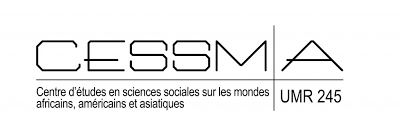 CESSMA
Centre d'études en sciences sociales sur les mondes
africains, américains et asiatiques
UMR 245